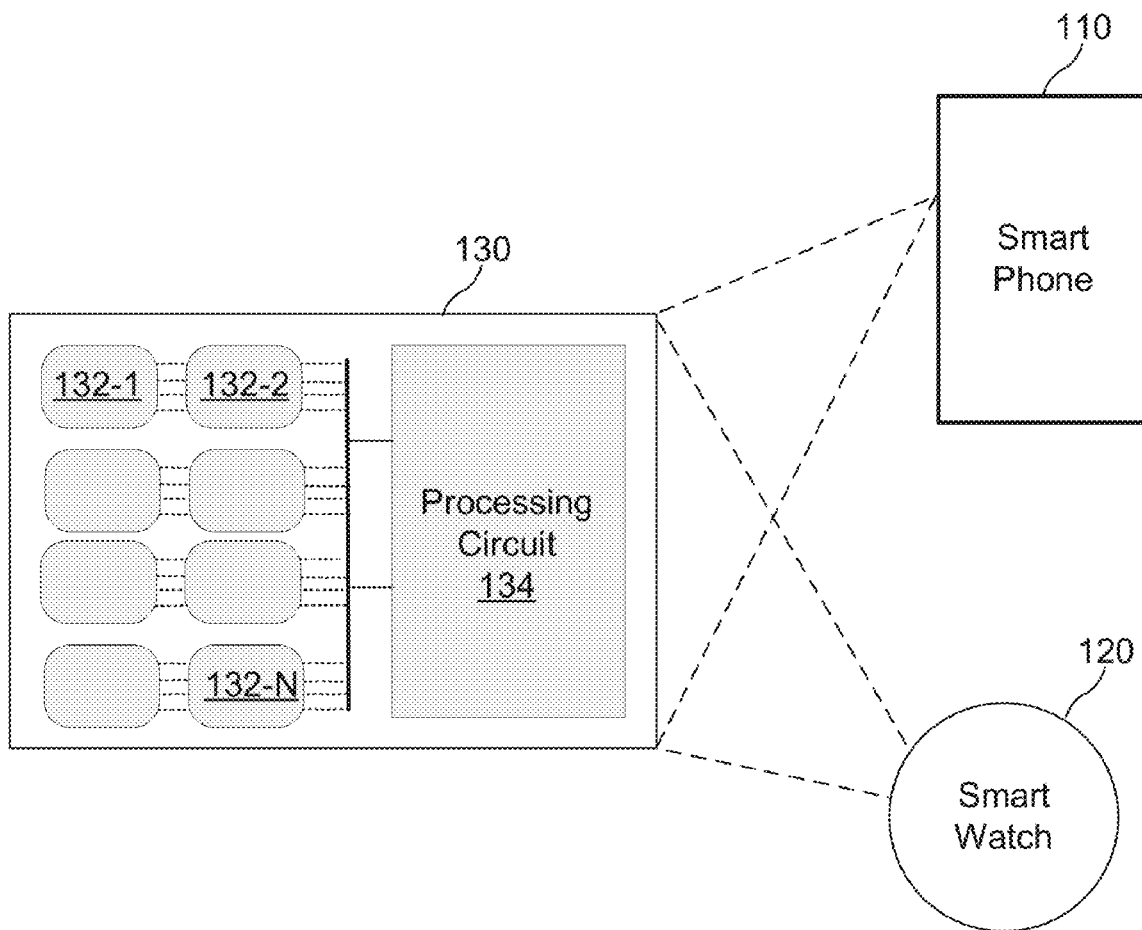 110
Smart
Phone
130
132-1
132-2
Processing
Circuit
134
132-N
120
Smart
Watch